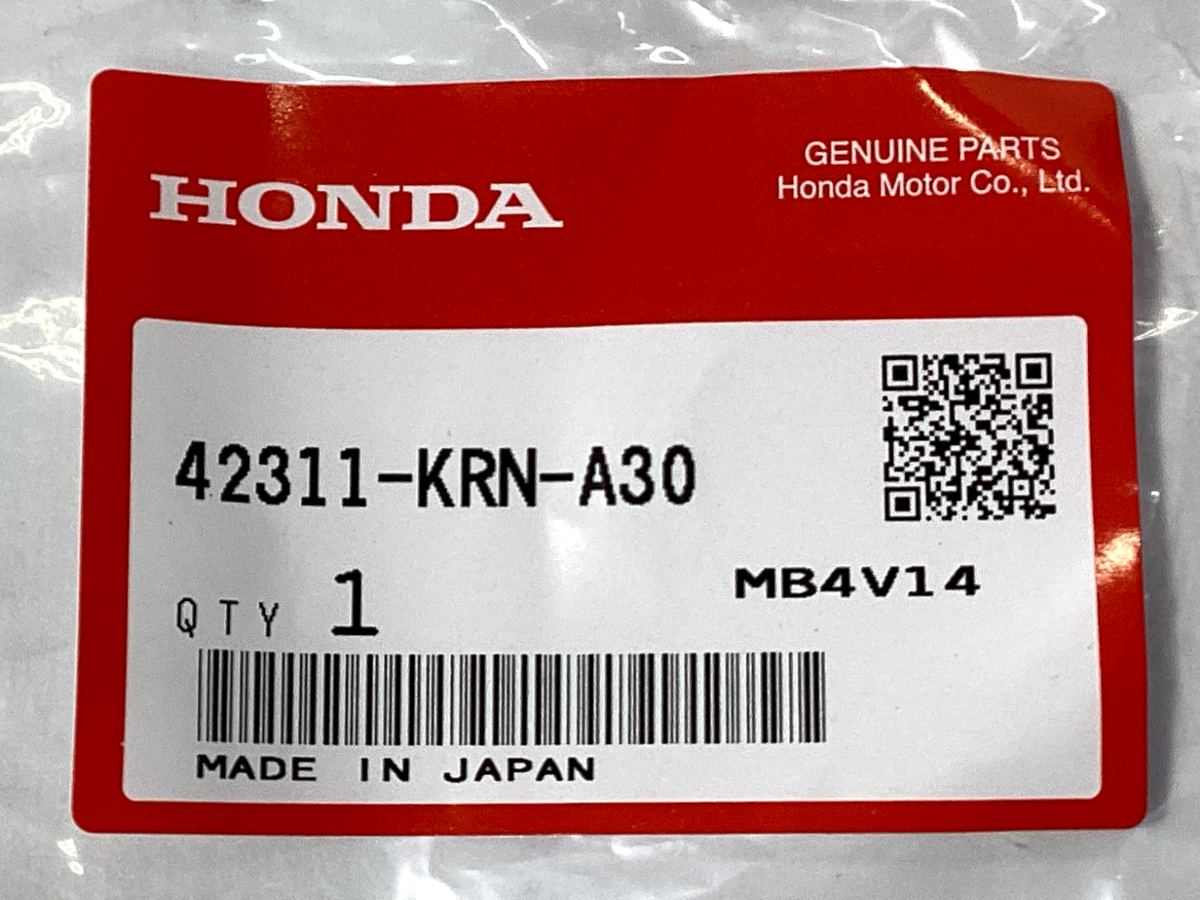 HONDA
GENUINE PARTS
Honda Motor Co., Ltd.
42311-KRN-A30
QTY 1
MB4V14
MADE IN JAPAN